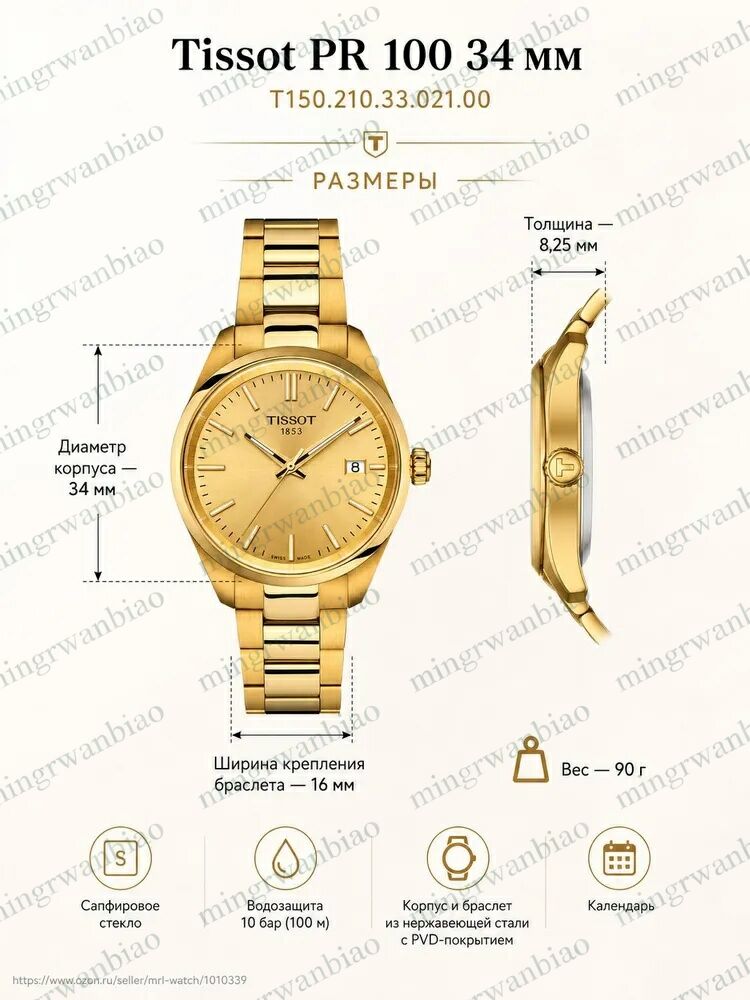 Tissot PR 100 34 мм
T150.210.33.021.00
T
РАЗМЕРЫ
Толщина —
8,25 мм
TISSOT
1853
8
Диаметр
корпуса —
34 мм
T
SWISS MADE
Ширина крепления
браслета — 16 мм
Вес — 90 г
S
Сапфировое
стекло
Водозащита
10 бар (100 м)
Корпус и браслет
из нержавеющей стали
с PVD-покрытием
Календарь
https://www.ozon.ru/seller/mrl-watch/1010339
mingrwanbiao